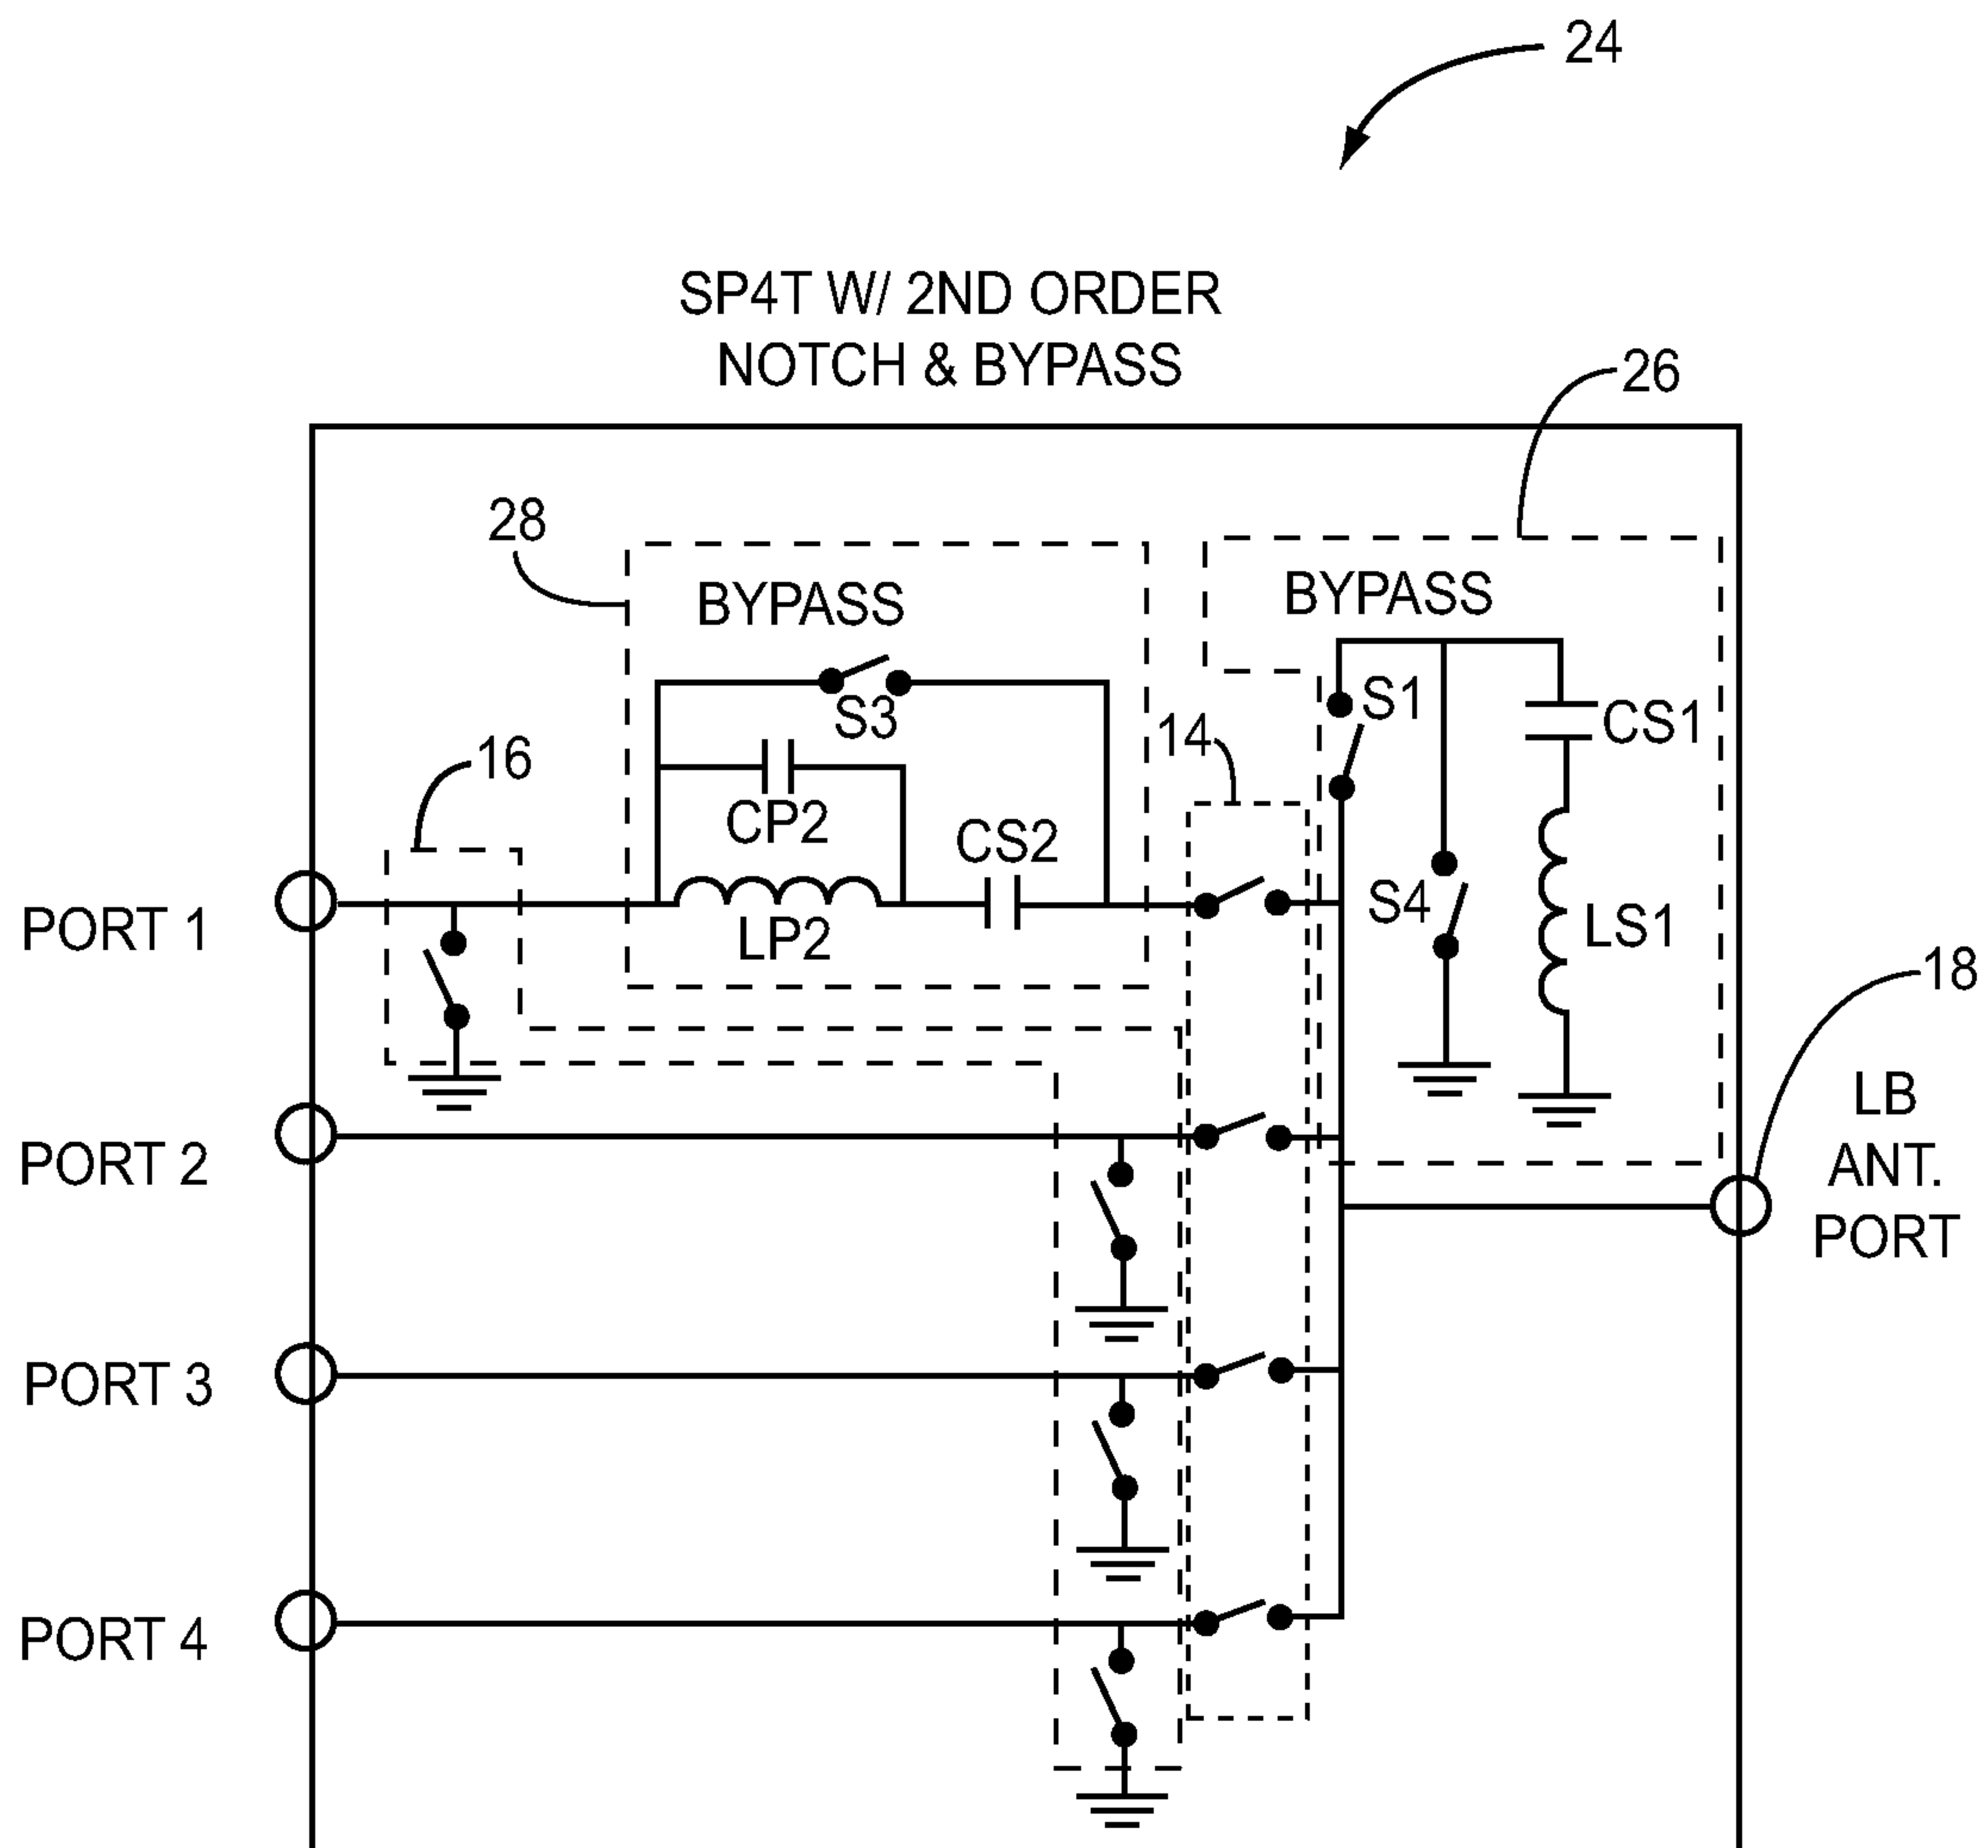 24
SP4T W/ 2ND ORDER
NOTCH & BYPASS
26
28
BYPASS
BYPASS
S3
S1
14
CS1
16
CP2
CS2
S4
LS1
PORT 1
LP2
18
PORT 2
LB
ANT.
PORT
PORT 3
PORT 4